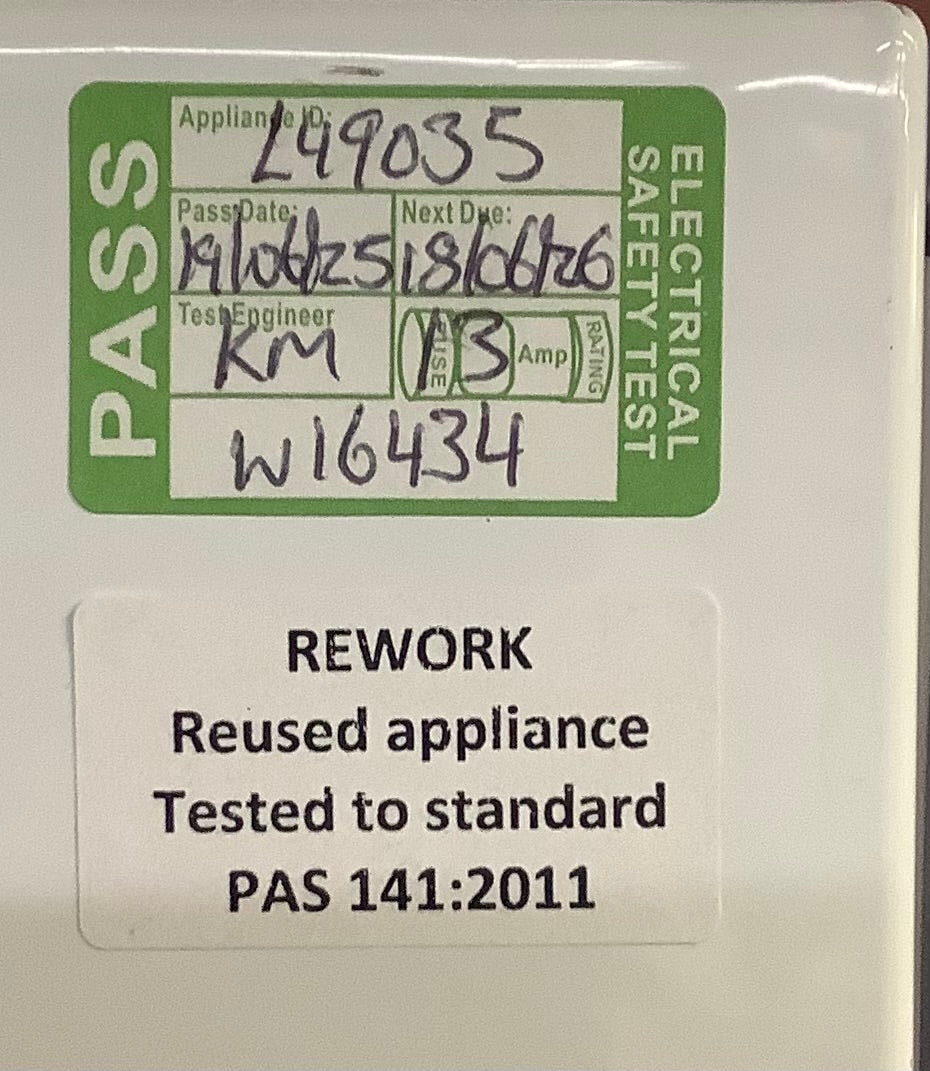 PASS
Appliance ID:
L49035
Pass Date:
19/06/25
Next Due:
18/06/26
Test Engineer
KM
FUSE
13
Amp
RATING
W16434
ELECTRICAL
SAFETY TEST
REWORK
Reused appliance
Tested to standard
PAS 141:2011